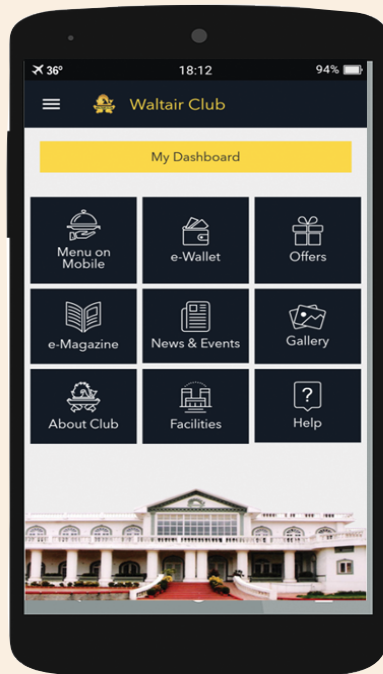 36° 18:12 94%
Waltair Club
My Dashboard
Menu on
Mobile
e-Wallet
Offers
e-Magazine
News & Events
Gallery
About Club
Facilities
Help
?